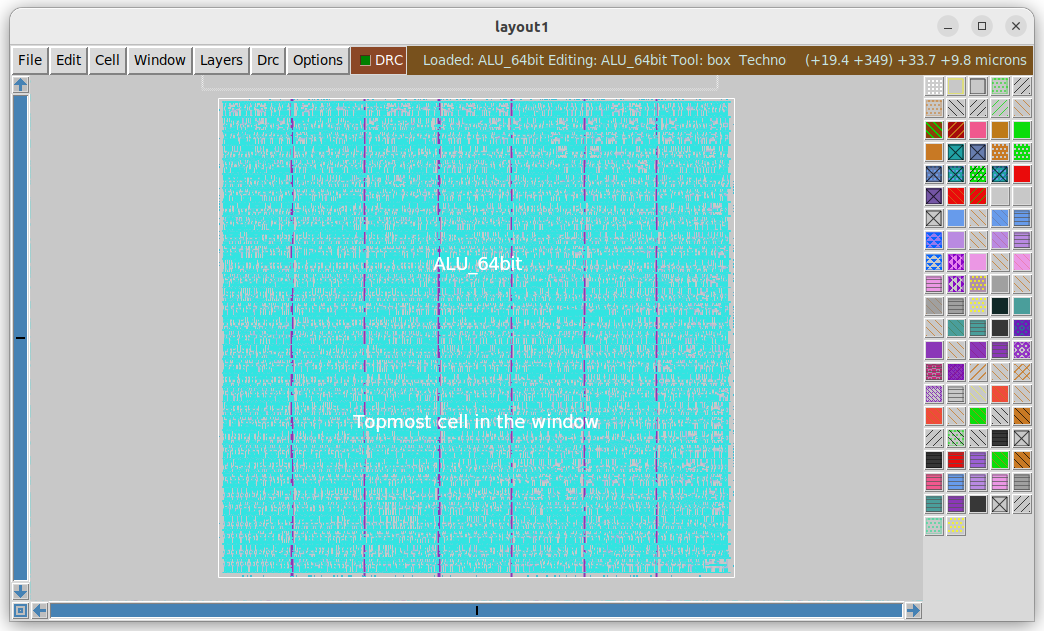 layout1
File Edit Cell Window Layers Drc Options DRC Loaded: ALU_64bit Editing: ALU_64bit Tool: box Techno (+19.4 +349) +33.7 +9.8 microns
ALU_64bit
Topmost cell in the window